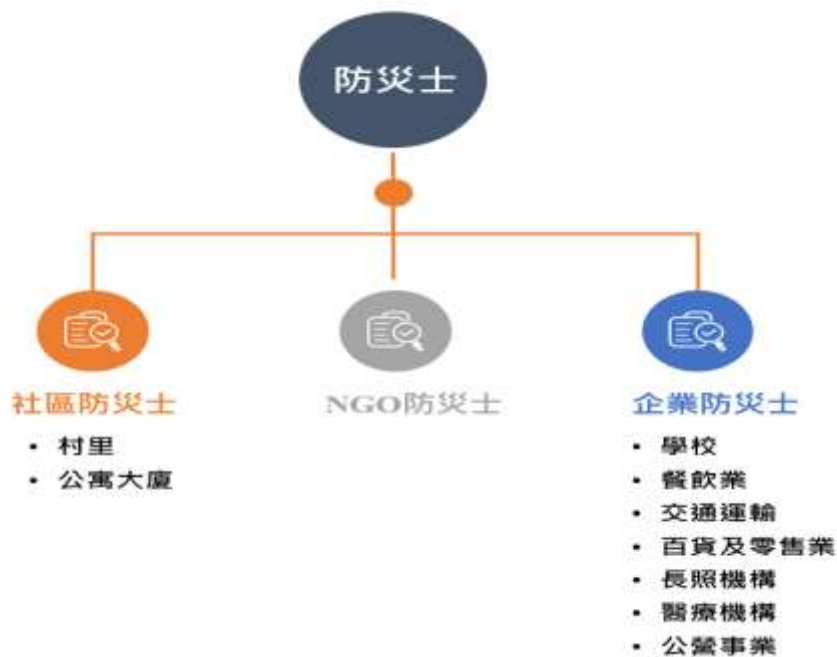 防災士
社區防災士
• 村里
• 公寓大廈
NGO防災士
企業防災士
• 學校
• 餐飲業
• 交通運輸
• 百貨及零售業
• 長照機構
• 醫療機構
• 公營事業